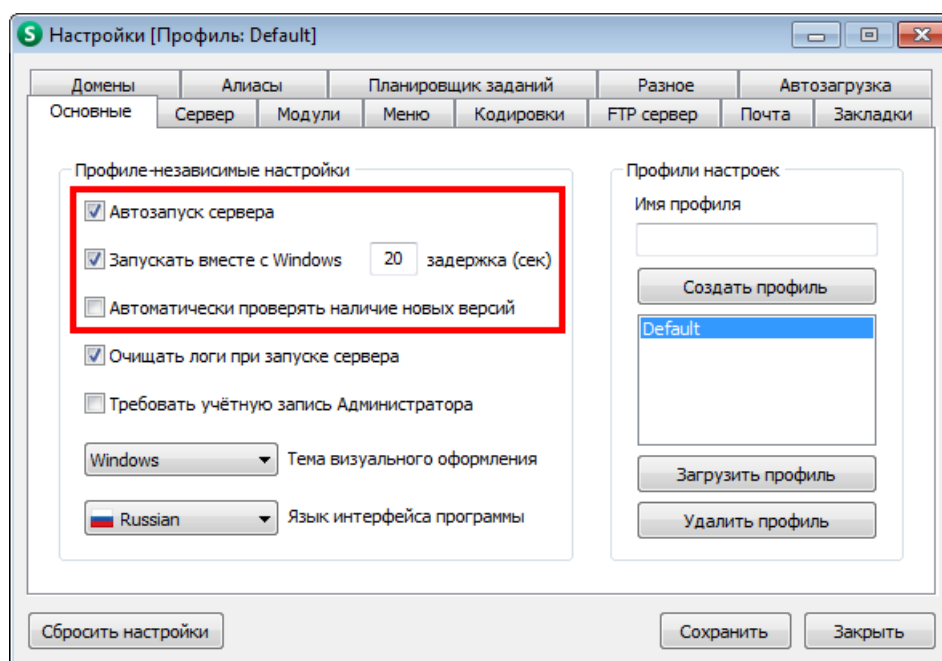 S Настройки [Профиль: Default]
Домены Алиасы Планировщик заданий Разное Автозагрузка
Основные Сервер Модули Меню Кодировки FTP сервер Почта Закладки
Профиле-независимые настройки
Автозапуск сервера
Запускать вместе с Windows 20 задержка (сек)
Автоматически проверять наличие новых версий
Очищать логи при запуске сервера
Требовать учётную запись Администратора
Windows Тема визуального оформления
Russian Язык интерфейса программы
Профили настроек
Имя профиля
Создать профиль
Default
Загрузить профиль
Удалить профиль
Сбросить настройки Сохранить Закрыть